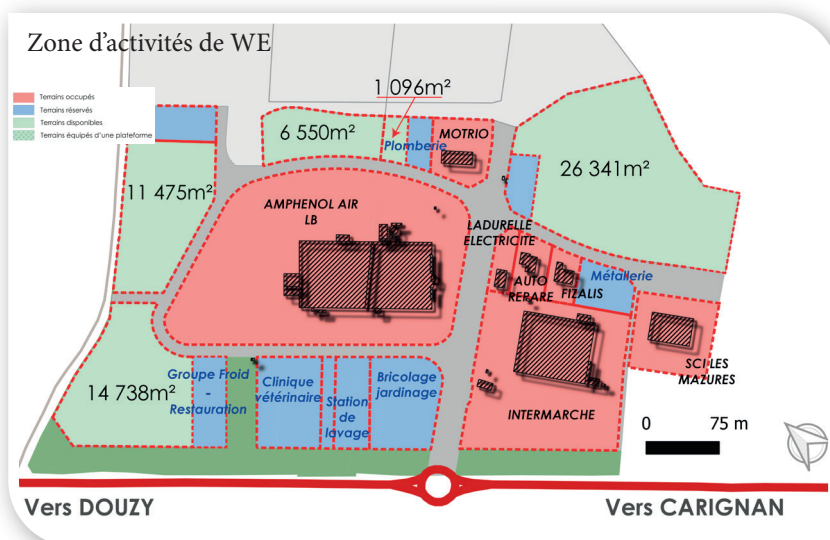 Zone d'activités de WE
Terrains occupés
Terrains réservés
Terrains disponibles
Terrains équipés d'une plateforme
1 096m²
6 550m²
Plomberie
MOTRIO
26 341m²
11 475m²
AMPHENOL AIR
LB
LADURELLE
ELECTRICITE
AUTO
REPARE
FIZALIS
Métallerie
SCI LES
MAZURES
14 738m²
Groupe Froid
-
Restauration
Clinique
vétérinaire
Station
de
lavage
Bricolage
jardinage
INTERMARCHE
0 75 m
Vers DOUZY
Vers CARIGNAN